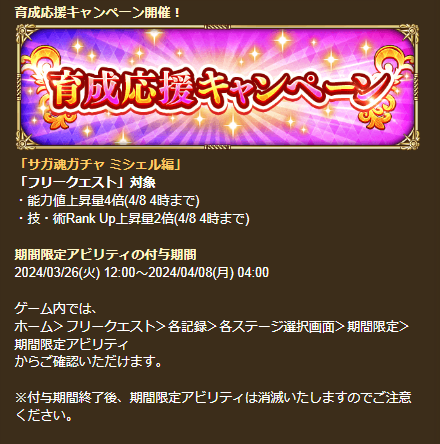 育成応援キャンペーン開催！
育成応援キャンペーン
「サガ魂ガチャ ミシェル編」
「フリークエスト」対象
・能力値上昇量4倍(4/8 4時まで)
・技・術Rank Up上昇量2倍(4/8 4時まで)
期間限定アビリティの付与期間
2024/03/26(火) 12:00～2024/04/08(月) 04:00
ゲーム内では、
ホーム＞フリークエスト＞各記録＞各ステージ選択画面＞期間限定＞
期間限定アビリティ
からご確認いただけます。
※付与期間終了後、期間限定アビリティは消滅いたしますのでご注意
ください。